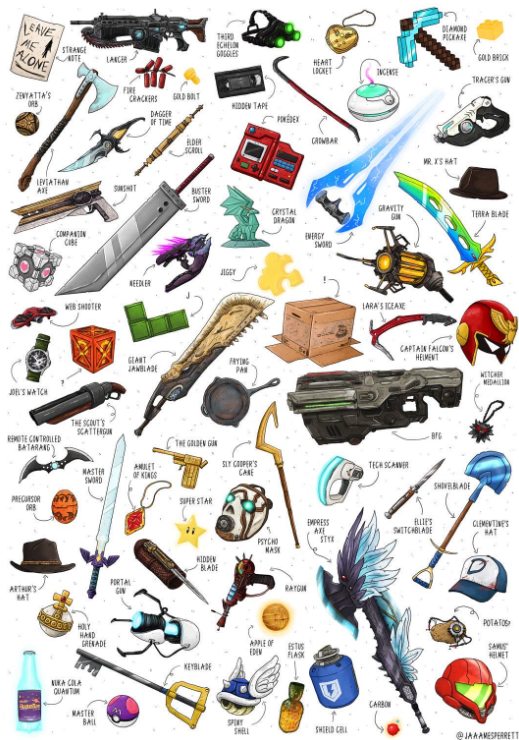 LEAVE
ME
ALONE
STRANGE
NOTE
LANCER
THIRD
ECHELON
GOGGLES
HEART
LOCKET
DIAMOND
PICKAXE
GOLD BRICK
ZENYATTA'S
ORB
FIRE
CRACKERS
GOLD BOLT
HIDDEN TAPE
INCENSE
TRACER'S GUN
DAGGER
OF TIME
ELDER
SCROLL
POKÉDEX
CROWBAR
MR. X'S HAT
LEVIATHAN
AXE
SUNSHOT
BUSTER
SWORD
CRYSTAL
DRAGON
ENERGY
SWORD
GRAVITY
GUN
TERRA BLADE
COMPANION
CUBE
NEEDLER
JIGGY
!
WEB SHOOTER
J
LARA'S ICEAXE
CAPTAIN FALCON'S
HELMENT
JOEL'S WATCH
?
GIANT
JAWBLADE
FRYING
PAN
WITCHER
MEDALLION
THE SCOUT'S
SCATTERGUN
BFG
REMOTE CONTROLLED
BATARANG
MASTER
SWORD
THE GOLDEN GUN
AMULET
OF KINGS
SLY COOPER'S
CANE
TECH SCANNER
SHOVELBLADE
PRECURSOR
ORB
SUPER STAR
PSYCHO
MASK
EMPRESS
AXE
STYX
ELLIE'S
SWITCHBLADE
CLEMENTINE'S
HAT
ARTHUR'S
HAT
PORTAL
GUN
HIDDEN
BLADE
RAYGUN
HOLY
HAND
GRENADE
APPLE OF
EDEN
ESTUS
FLASK
POTATOS
SAMUS'
HELMET
NUKA COLA
QUANTUM
KEYBLADE
MASTER
BALL
SPINY
SHELL
SHIELD CELL
CARBON
@JAAAMESPERRETT